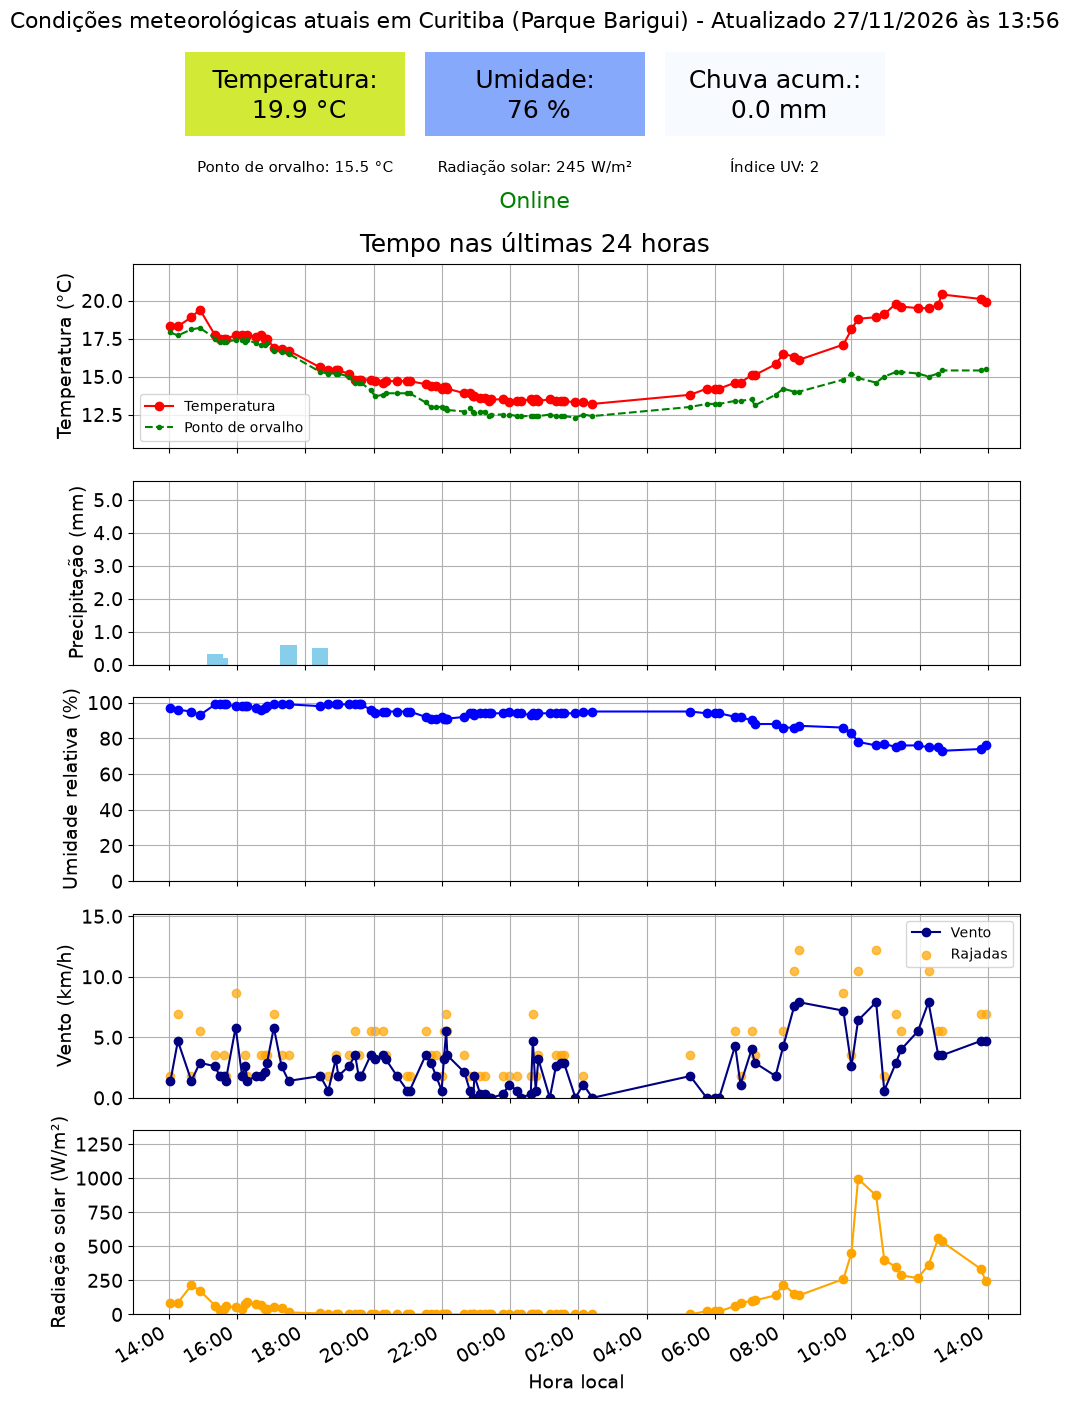 Condições meteorológicas atuais em Curitiba (Parque Barigui) - Atualizado 27/11/2026 às 13:56
Temperatura:
19.9 °C
Umidade:
76 %
Chuva acum.:
0.0 mm
Ponto de orvalho: 15.5 °C
Radiação solar: 245 W/m²
Índice UV: 2
Online
Tempo nas últimas 24 horas
Temperatura (°C)
20.0
17.5
15.0
12.5
Temperatura
Ponto de orvalho
Precipitação (mm)
5.0
4.0
3.0
2.0
1.0
0.0
Umidade relativa (%)
100
80
60
40
20
0
Vento (km/h)
15.0
10.0
5.0
0.0
Vento
Rajadas
Radiação solar (W/m²)
1250
1000
750
500
250
0
14:00
16:00
18:00
20:00
22:00
00:00
02:00
04:00
06:00
08:00
10:00
12:00
14:00
Hora local